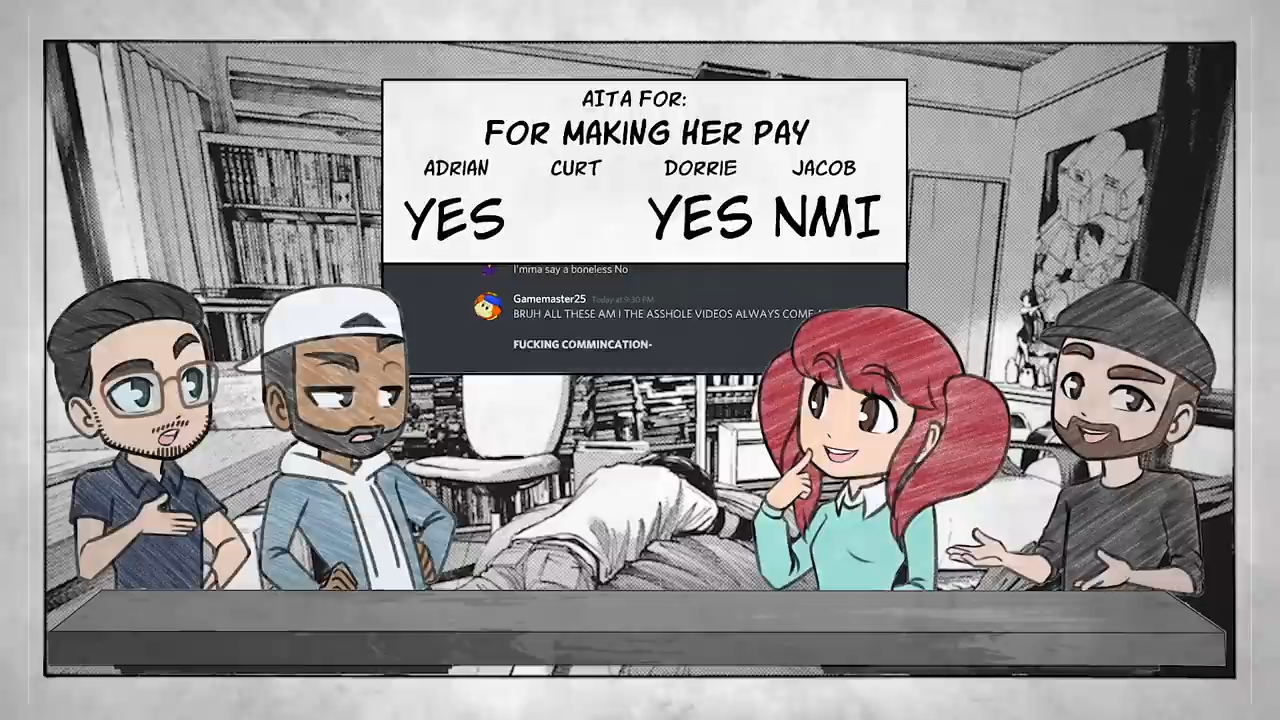 AITA FOR:
FOR MAKING HER PAY
ADRIAN CURT DORRIE JACOB
YES YES NMI
I'mma say a boneless No
Gamemaster25 Today at 9:30 PM
BRUH ALL THESE AM I THE ASSHOLE VIDEOS ALWAYS COME
FUCKING COMMINCATION-